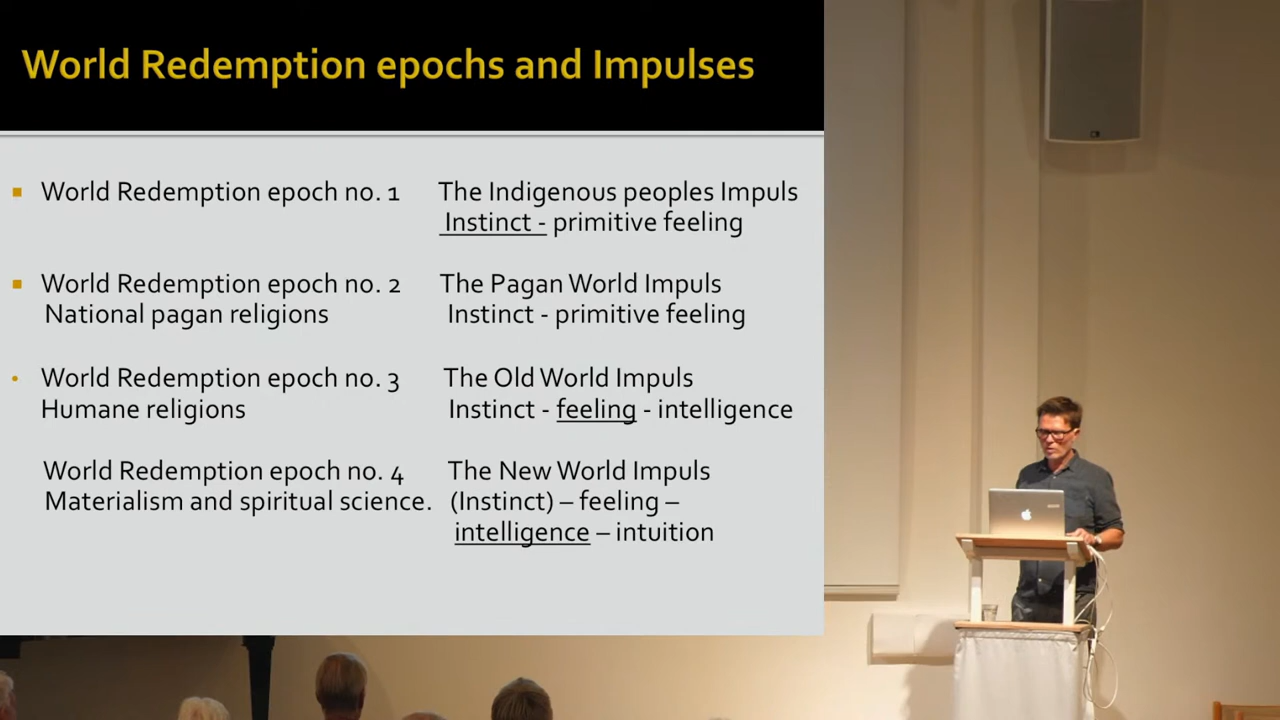 World Redemption epochs and Impulses
World Redemption epoch no. 1 The Indigenous peoples Impuls
Instinct - primitive feeling
World Redemption epoch no. 2 The Pagan World Impuls
National pagan religions Instinct - primitive feeling
World Redemption epoch no. 3 The Old World Impuls
Humane religions Instinct - feeling - intelligence
World Redemption epoch no. 4 The New World Impuls
Materialism and spiritual science. (Instinct) – feeling –
intelligence – intuition